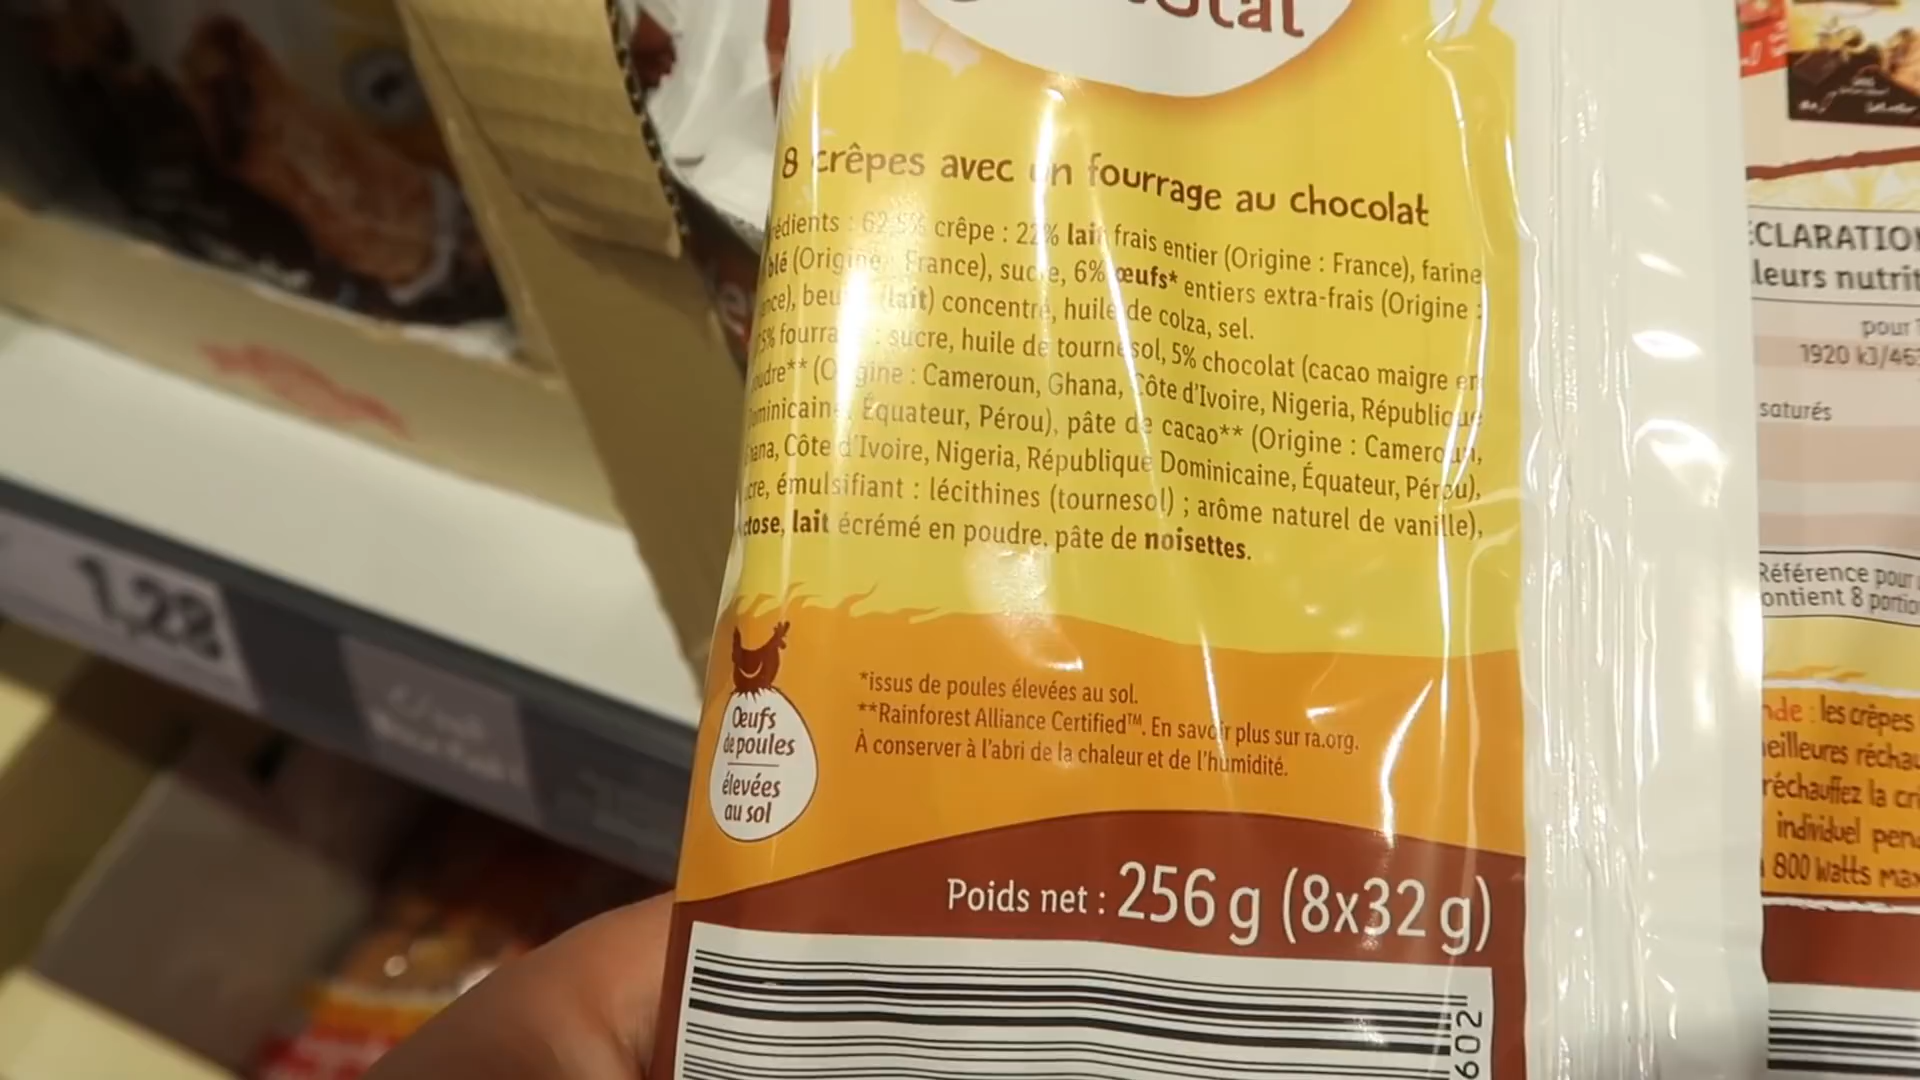 8 crêpes avec un fourrage au chocolat
édients : 62,5% crêpe : 22% lait frais entier (Origine : France), farine
blé (Origine : France), sucre, 6% œufs* entiers extra-frais (Origine :
nce), beu (lait) concentré, huile de colza, sel.
5% fourra : sucre, huile de tournesol, 5% chocolat (cacao maigre en
oudre** (Origine : Cameroun, Ghana, Côte d'Ivoire, Nigeria, République
ominicaine, Équateur, Pérou), pâte de cacao** (Origine : Cameroun,
hana, Côte d'Ivoire, Nigeria, République Dominicaine, Équateur, Pérou),
cre, émulsifiant : lécithines (tournesol) ; arôme naturel de vanille),
ctose, lait écrémé en poudre, pâte de noisettes.
*issus de poules élevées au sol.
**Rainforest Alliance Certified™. En savoir plus sur ra.org.
À conserver à l'abri de la chaleur et de l'humidité.
Œufs
de poules
élevées
au sol
Poids net : 256 g (8x32 g)
602
1,28
ÉCLARATION
leurs nutrit
pour 1
1920 kJ/46
saturés
Référence pour
ontient 8 portio
nde : les crêpes
eilleures réchau
réchauffez la cr
individuel pen
800 Watts max